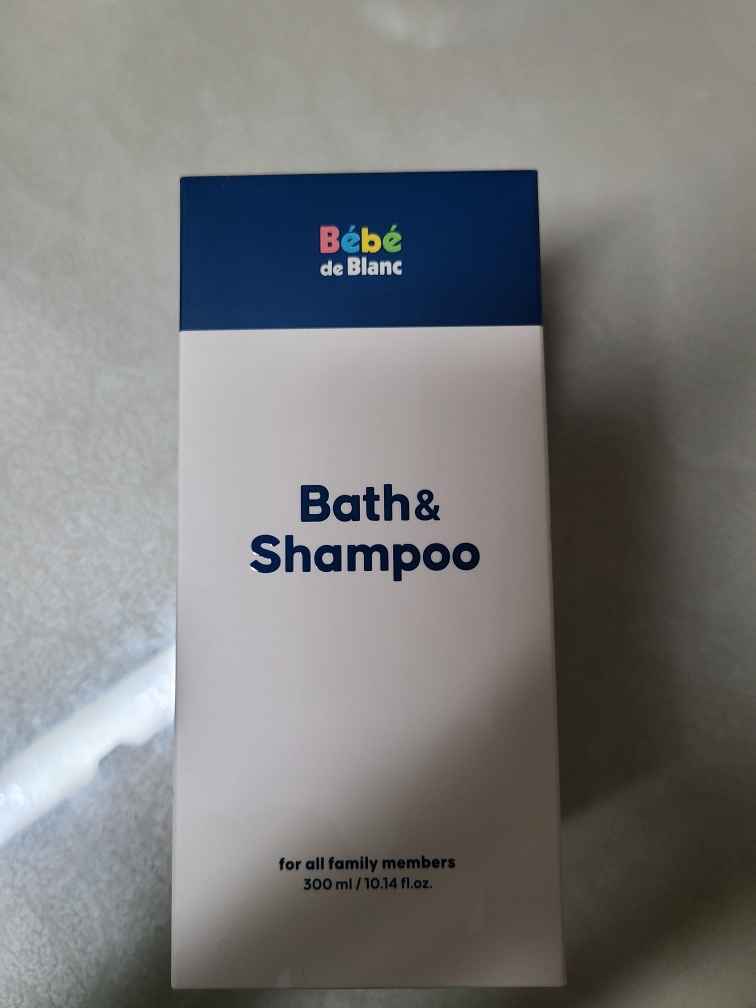 Bébé
de Blanc
Bath&
Shampoo
for all family members
300 ml / 10.14 fl.oz.